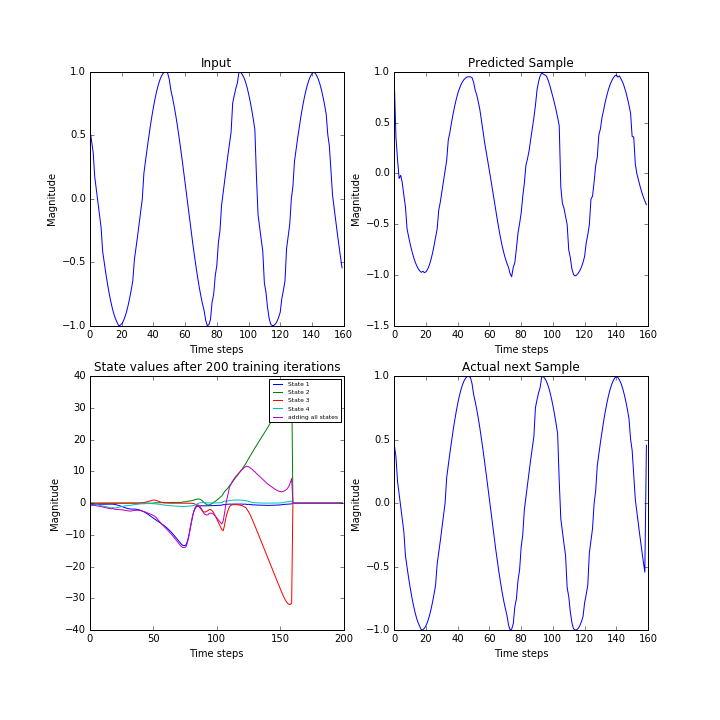 Input
Magnitude
1.0
0.5
0.0
−0.5
−1.0
0 20 40 60 80 100 120 140 160
Time steps
Predicted Sample
Magnitude
1.0
0.5
0.0
−0.5
−1.0
−1.5
0 20 40 60 80 100 120 140 160
Time steps
State values after 200 training iterations
Magnitude
40
30
20
10
0
−10
−20
−30
−40
State 1
State 2
State 3
State 4
adding all states
0 50 100 150 200
Time steps
Actual next Sample
Magnitude
1.0
0.5
0.0
−0.5
−1.0
0 20 40 60 80 100 120 140 160
Time steps